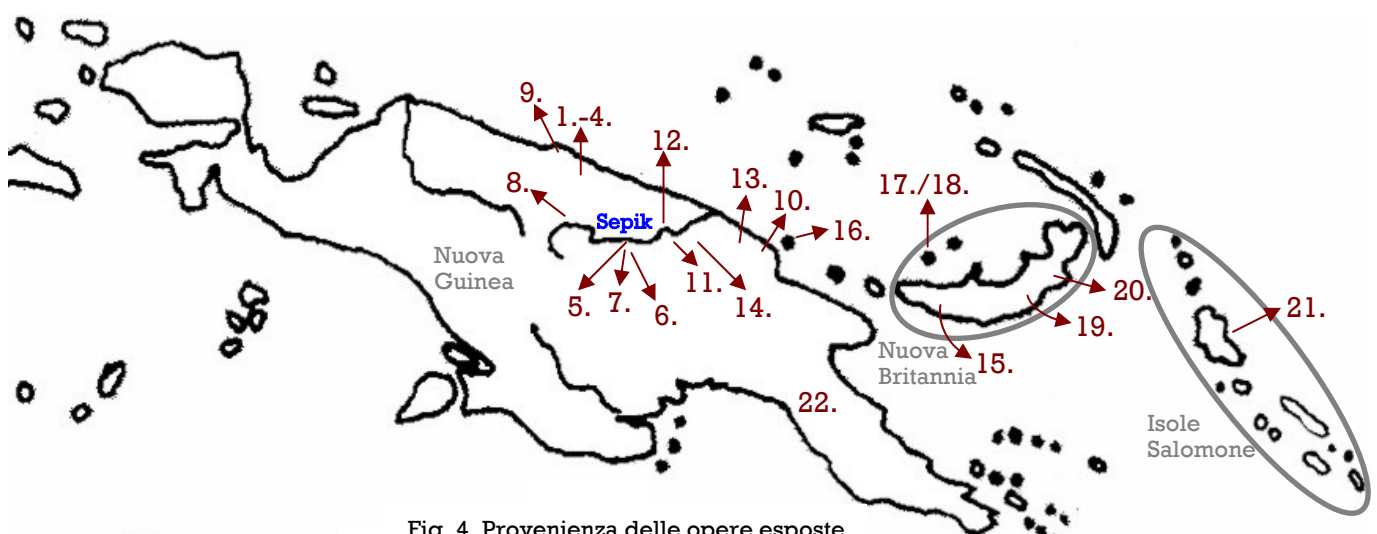 9.
1.-4.
12.
8.
Sepik
13.
10.
17./18.
16.
Nuova
Guinea
5.
7.
6.
11.
14.
20.
19.
15.
Nuova
Britannia
21.
22.
Isole
Salomone
Fig. 4 Provenienza delle opere esposte